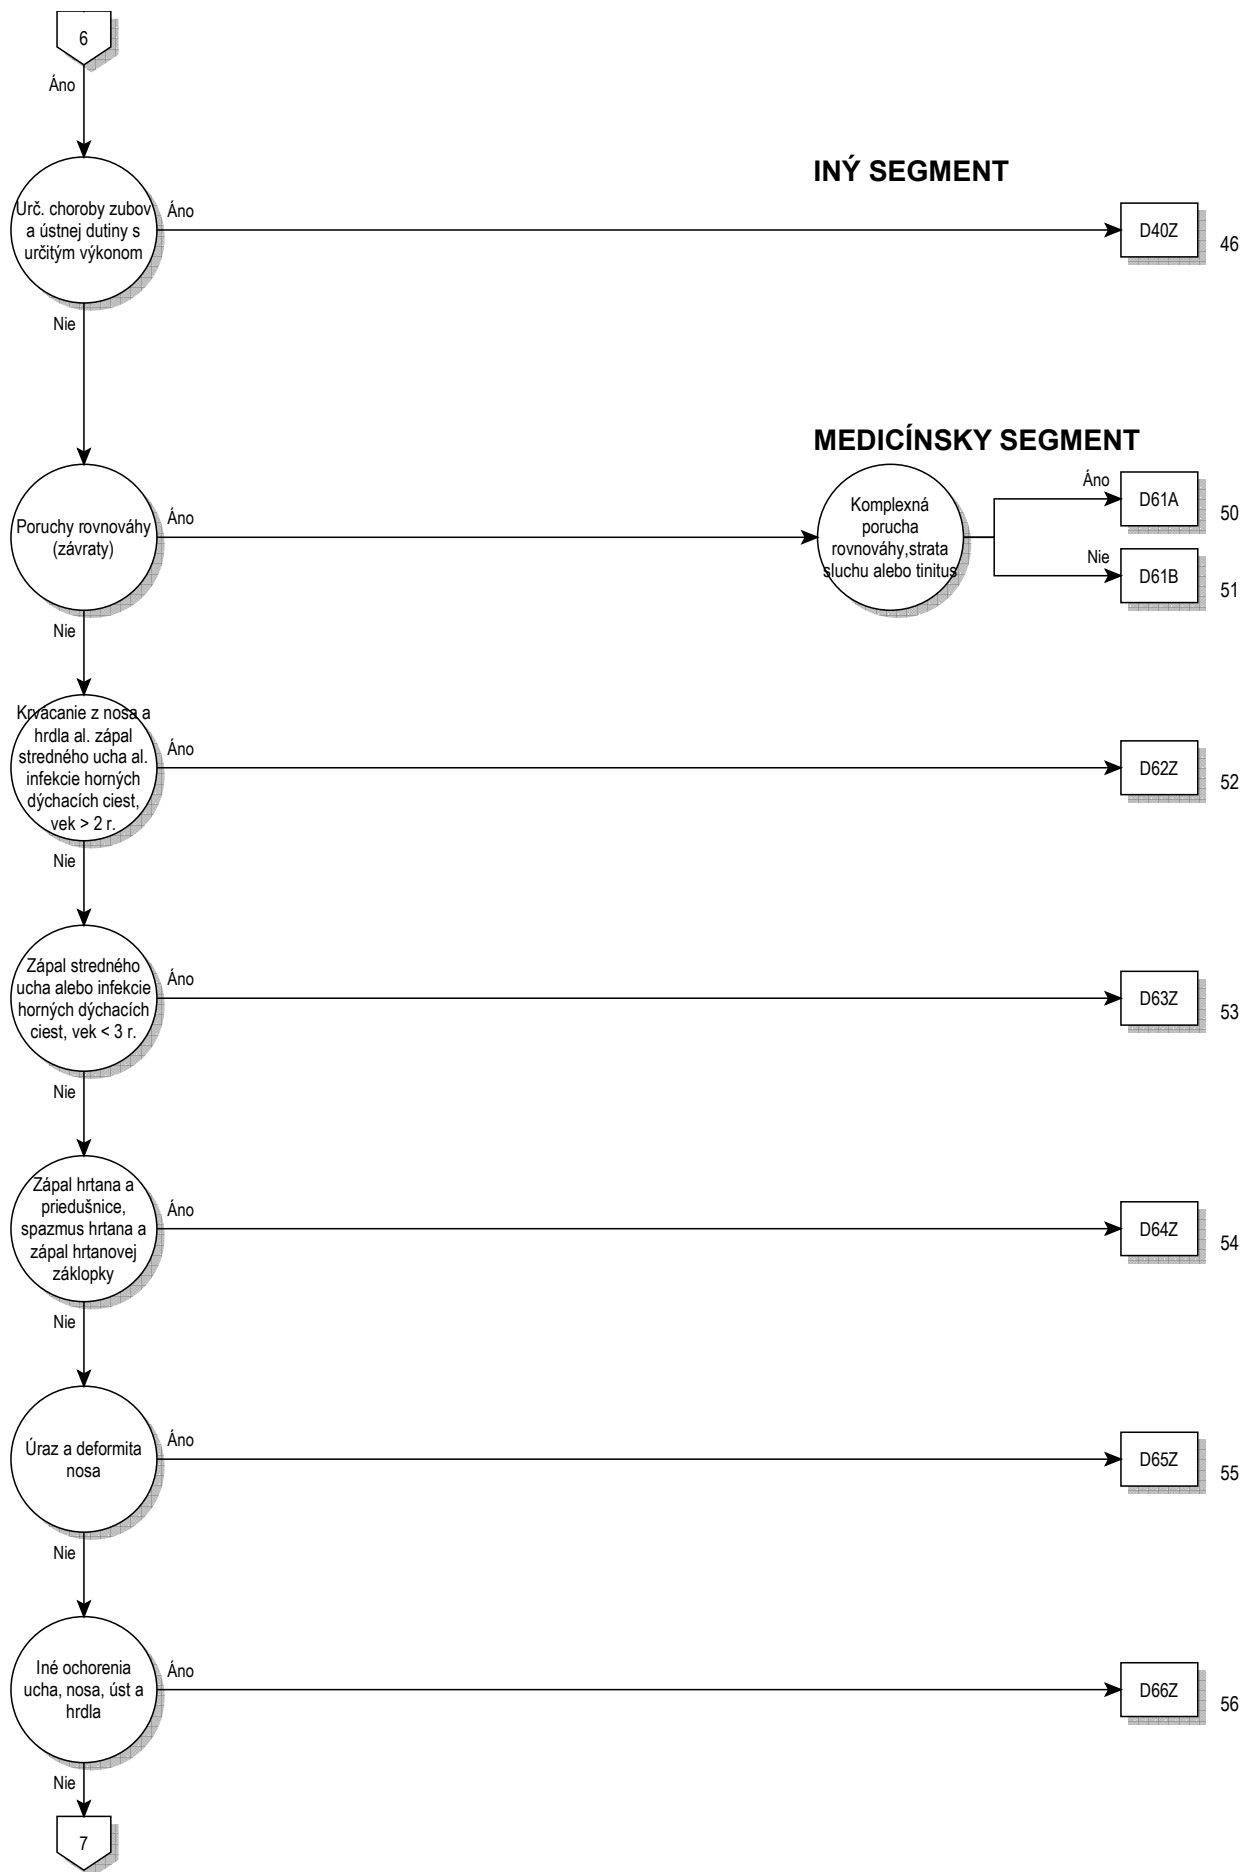 6
Áno
INÝ SEGMENT
Urč. choroby zubov
a ústnej dutiny s
určitým výkonom
Áno
D40Z
46
Nie
MEDICÍNSKY SEGMENT
Poruchy rovnováhy
(závraty)
Áno
Komplexná
porucha
rovnováhy,strata
sluchu alebo tinitus
Áno
D61A
50
Nie
D61B
51
Nie
Krvácanie z nosa a
hrdla al. zápal
stredného ucha al.
infekcie horných
dýchacích ciest,
vek > 2 r.
Áno
D62Z
52
Nie
Zápal stredného
ucha alebo infekcie
horných dýchacích
ciest, vek < 3 r.
Áno
D63Z
53
Nie
Zápal hrtana a
priedušnice,
spazmus hrtana a
zápal hrtanovej
záklopky
Áno
D64Z
54
Nie
Úraz a deformita
nosa
Áno
D65Z
55
Nie
Iné ochorenia
ucha, nosa, úst a
hrdla
Áno
D66Z
56
Nie
7